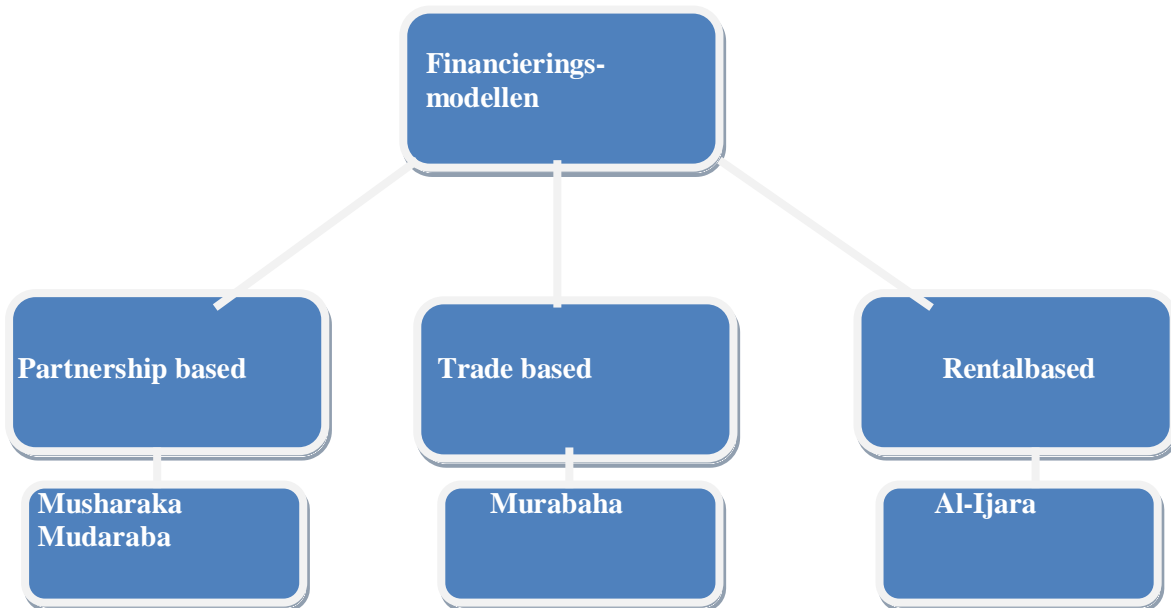 Financierings-
modellen
Partnership based
Trade based
Rentalbased
Musharaka
Mudaraba
Murabaha
Al-Ijara